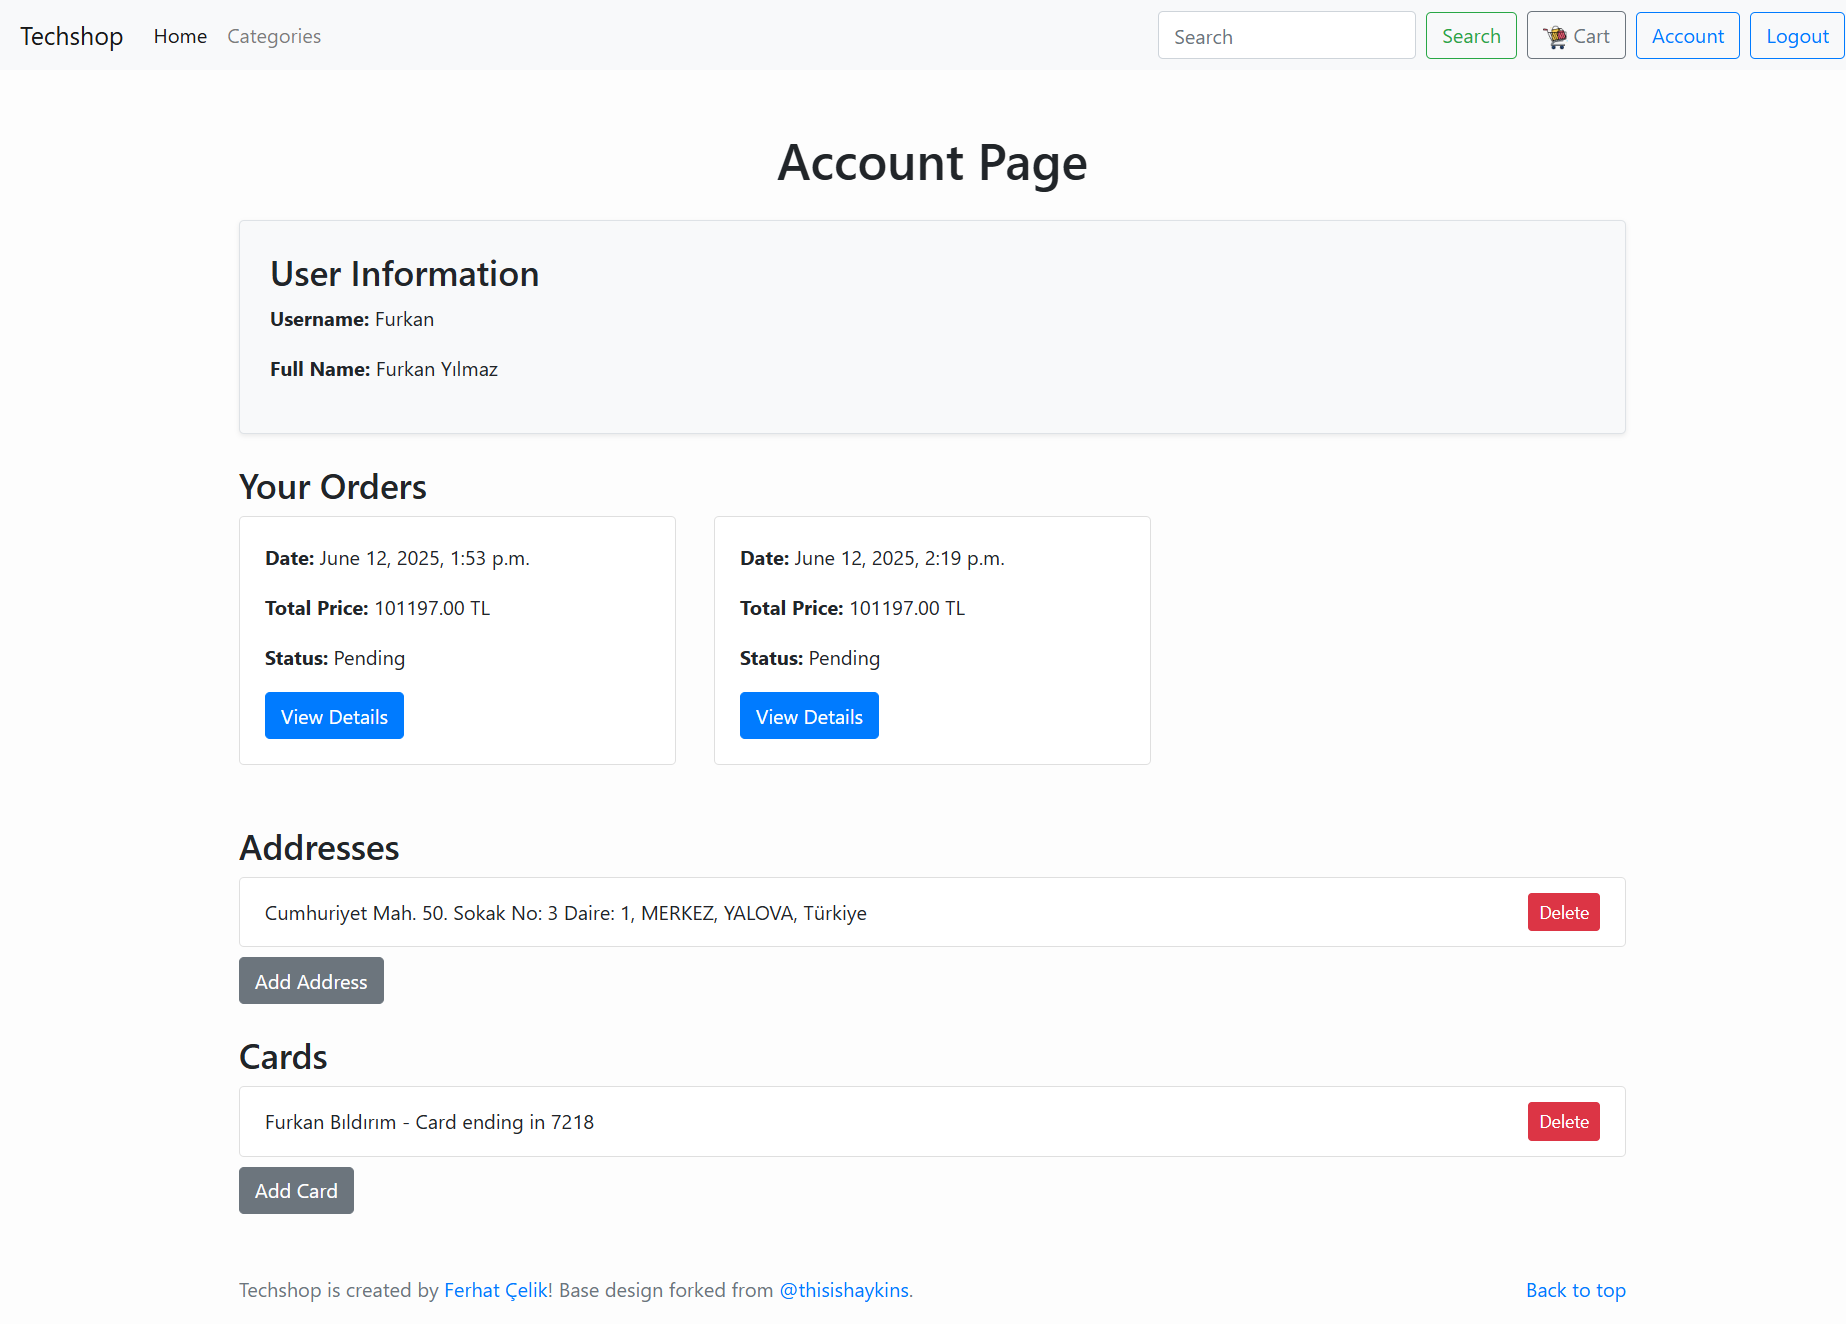 Techshop Home Categories Search Search Cart Account Logout
Account Page
User Information
Username: Furkan
Full Name: Furkan Yılmaz
Your Orders
Date: June 12, 2025, 1:53 p.m.
Total Price: 101197.00 TL
Status: Pending
View Details
Date: June 12, 2025, 2:19 p.m.
Total Price: 101197.00 TL
Status: Pending
View Details
Addresses
Cumhuriyet Mah. 50. Sokak No: 3 Daire: 1, MERKEZ, YALOVA, Türkiye Delete
Add Address
Cards
Furkan Bıldırım - Card ending in 7218 Delete
Add Card
Techshop is created by Ferhat Çelik! Base design forked from @thisishaykins. Back to top